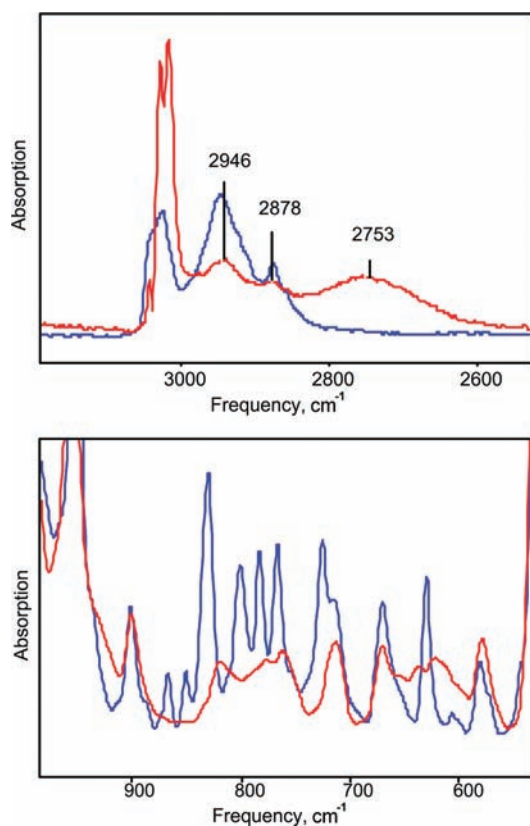 Absorption
2946
2878
2753
3000 2800 2600
Frequency, cm-1
Absorption
900 800 700 600
Frequency, cm-1